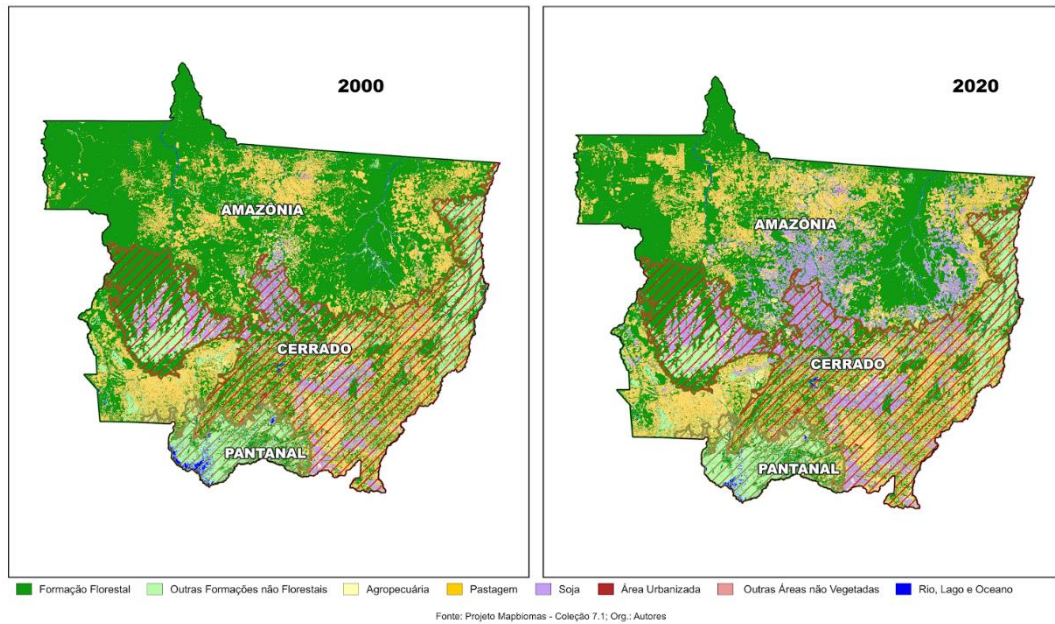 2000
AMAZÔNIA
CERRADO
PANTANAL
2020
AMAZÔNIA
CERRADO
PANTANAL
Formação Florestal Outras Formações não Florestais Agropecuária Pastagem Soja Área Urbanizada Outras Áreas não Vegetadas Rio, Lago e Oceano
Fonte: Projeto Mapbiomas - Coleção 7.1; Org.: Autores